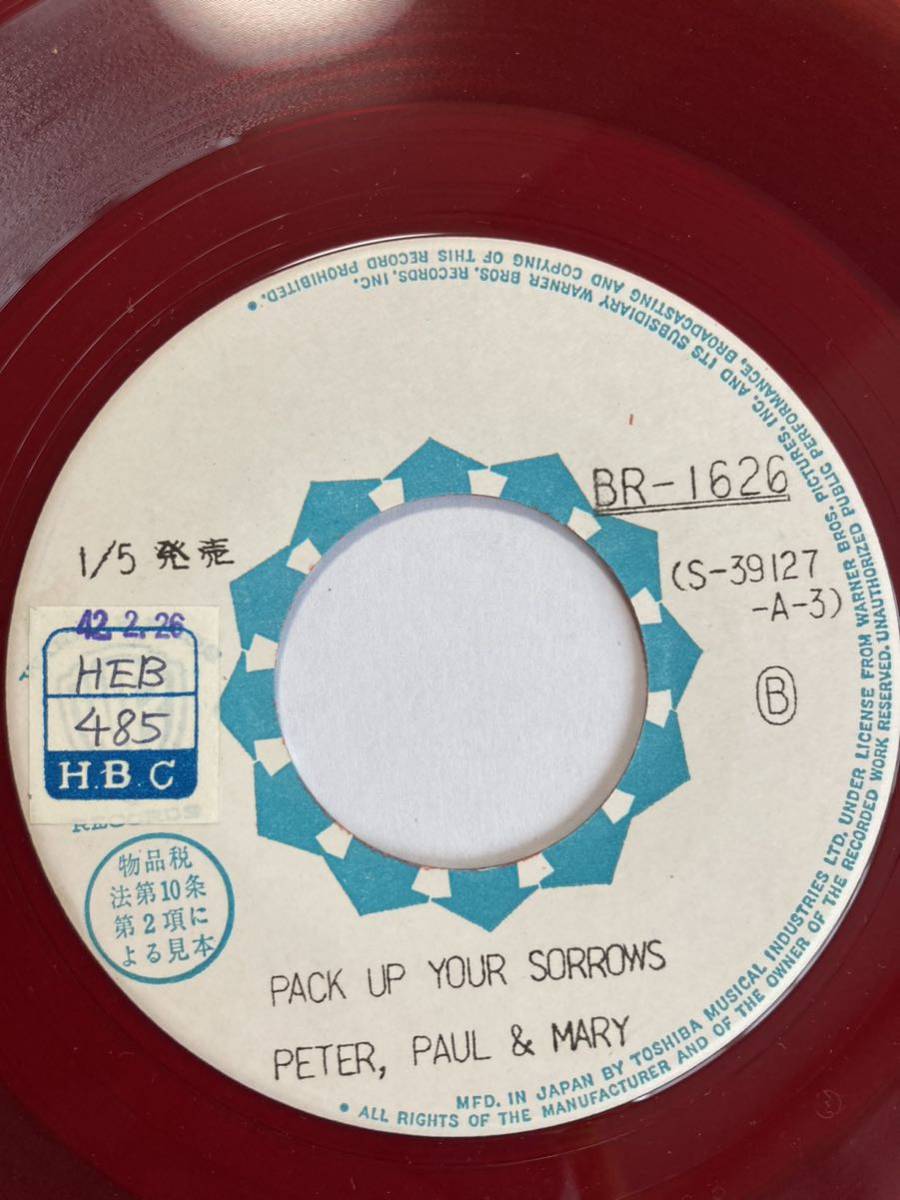 BR-1626
1/5 発売
(S-39127
-A-3)
Ⓑ
42.2.26
HEB
485
H.B.C
物品税
法第10条
第2項に
よる見本
PACK UP YOUR SORROWS
PETER, PAUL & MARY
MFD. IN JAPAN BY TOSHIBA MUSICAL INDUSTRIES LTD. UNDER LICENSE FROM WARNER BROS. PICTURES, INC. AND ITS SUBSIDIARY WARNER BROS. RECORDS, INC.
• ALL RIGHTS OF THE MANUFACTURER AND OF THE OWNER OF THE RECORDED WORK RESERVED. UNAUTHORIZED PUBLIC PERFORMANCE, BROADCASTING AND COPYING OF THIS RECORD PROHIBITED. •